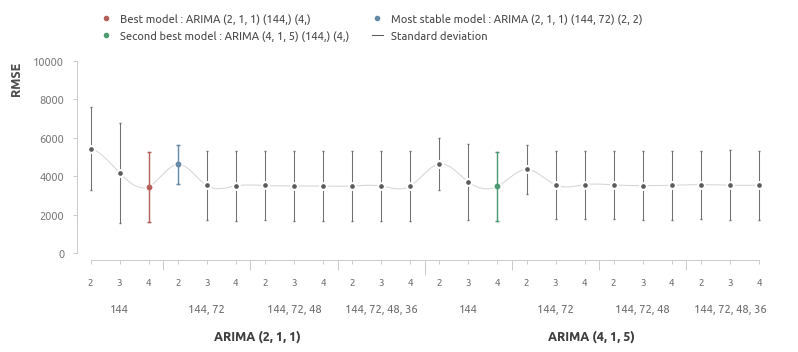 Best model : ARIMA (2, 1, 1) (144,) (4,)
Most stable model : ARIMA (2, 1, 1) (144, 72) (2, 2)
Second best model : ARIMA (4, 1, 5) (144,) (4,)
Standard deviation
RMSE
10000
8000
6000
4000
2000
0
2 3 4 2 3 4 2 3 4 2 3 4 2 3 4 2 3 4 2 3 4 2 3 4
144 144, 72 144, 72, 48 144, 72, 48, 36 144 144, 72 144, 72, 48 144, 72, 48, 36
ARIMA (2, 1, 1) ARIMA (4, 1, 5)